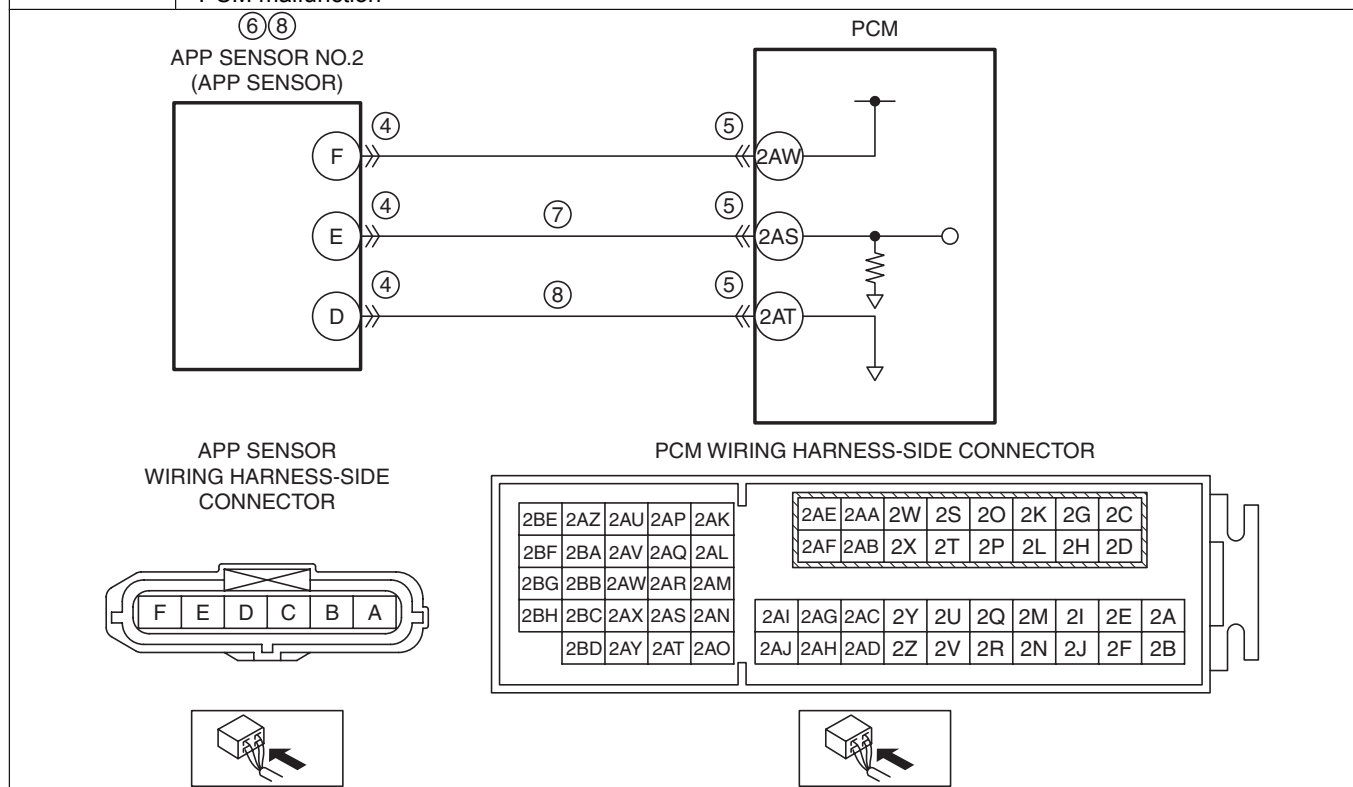 PCM malfunction
⑥⑧
APP SENSOR NO.2
(APP SENSOR)
PCM
④ ⑤
F 2AW
④ ⑦ ⑤
E 2AS
④ ⑧ ⑤
D 2AT
APP SENSOR
WIRING HARNESS-SIDE
CONNECTOR
F E D C B A
PCM WIRING HARNESS-SIDE CONNECTOR
2BE 2AZ 2AU 2AP 2AK
2BF 2BA 2AV 2AQ 2AL
2BG 2BB 2AW 2AR 2AM
2BH 2BC 2AX 2AS 2AN
2BD 2AY 2AT 2AO
2AE 2AA 2W 2S 2O 2K 2G 2C
2AF 2AB 2X 2T 2P 2L 2H 2D
2AI 2AG 2AC 2Y 2U 2Q 2M 2I 2E 2A
2AJ 2AH 2AD 2Z 2V 2R 2N 2J 2F 2B